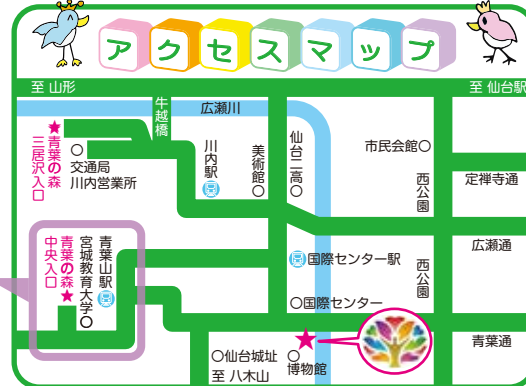 アクセスマップ
至 山形
至 仙台駅
広瀬川
牛越橋
★青葉の森
三居沢入口
○
交通局
川内営業所
川内駅
美術館○
仙台二高○
市民会館○
西公園
定禅寺通
広瀬通
青葉の森★
中央入口
宮城教育大学○
青葉山駅
国際センター駅
西公園
○国際センター
青葉通
★
○仙台城址
○
博物館
至 八木山